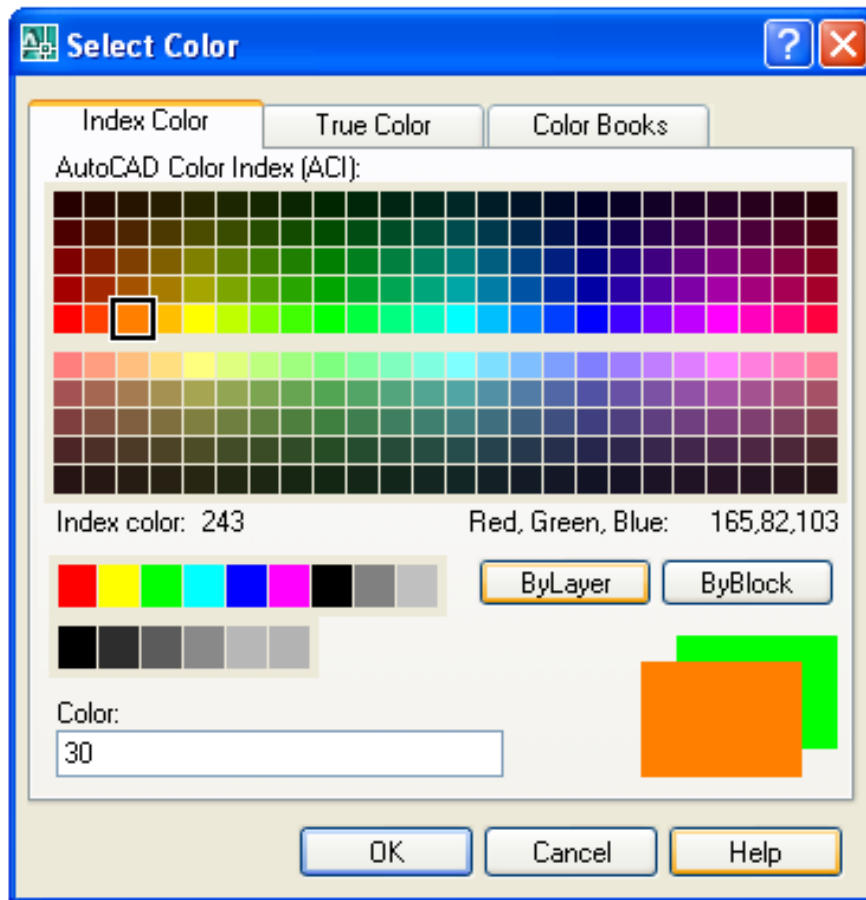 Select Color
Index Color True Color Color Books
AutoCAD Color Index (ACI):
Index color: 243 Red, Green, Blue: 165,82,103
ByLayer ByBlock
Color:
30
OK Cancel Help